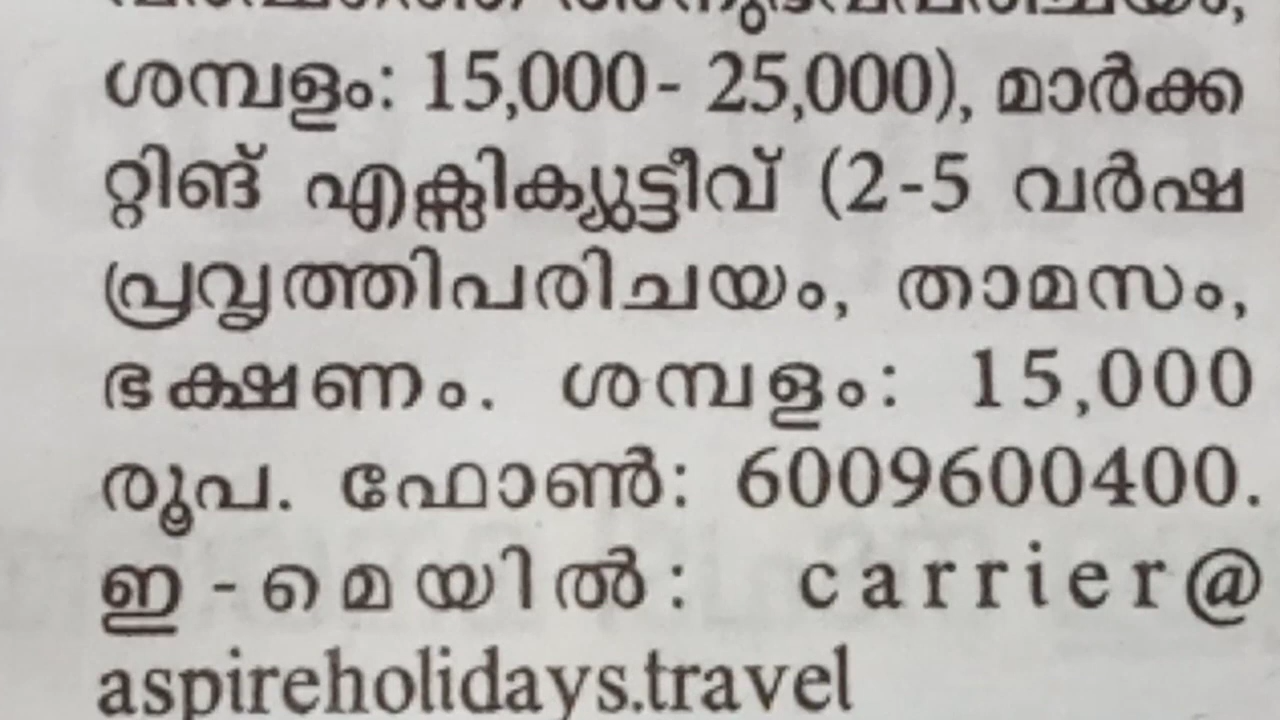 ശമ്പളം: 15,000- 25,000), മാർക്ക
റ്റിങ് എക്സിക്യുട്ടീവ് (2-5 വർഷ
പ്രവൃത്തിപരിചയം, താമസം,
ഭക്ഷണം. ശമ്പളം: 15,000
രൂപ. ഫോൺ: 6009600400.
ഇ-മെയിൽ: carrier@
aspireholidays.travel